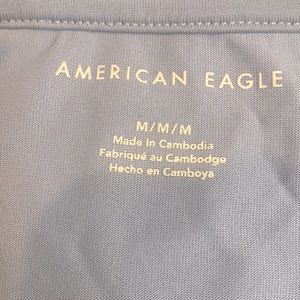 AMERICAN EAGLE
M/M/M
Made in Cambodia
Fabriqué au Cambodge
Hecho en Camboya